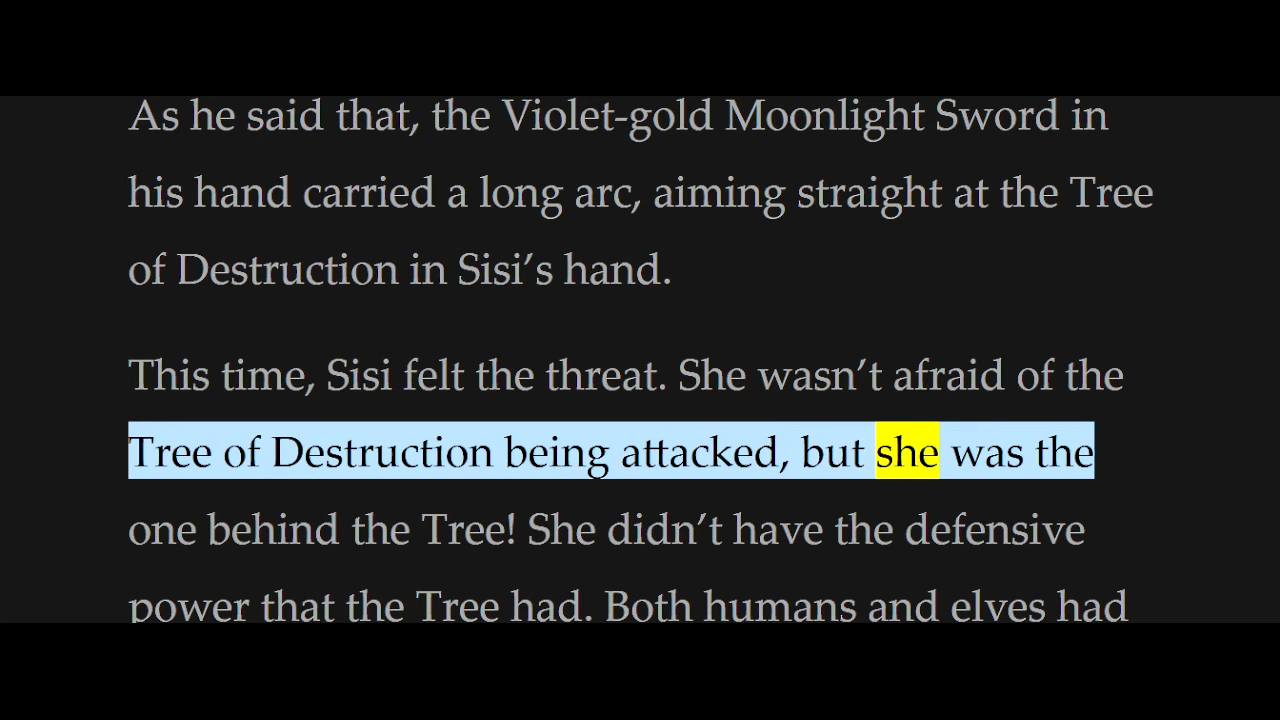 As he said that, the Violet-gold Moonlight Sword in
his hand carried a long arc, aiming straight at the Tree
of Destruction in Sisi’s hand.
This time, Sisi felt the threat. She wasn’t afraid of the
Tree of Destruction being attacked, but she was the
one behind the Tree! She didn’t have the defensive
power that the Tree had. Both humans and elves had